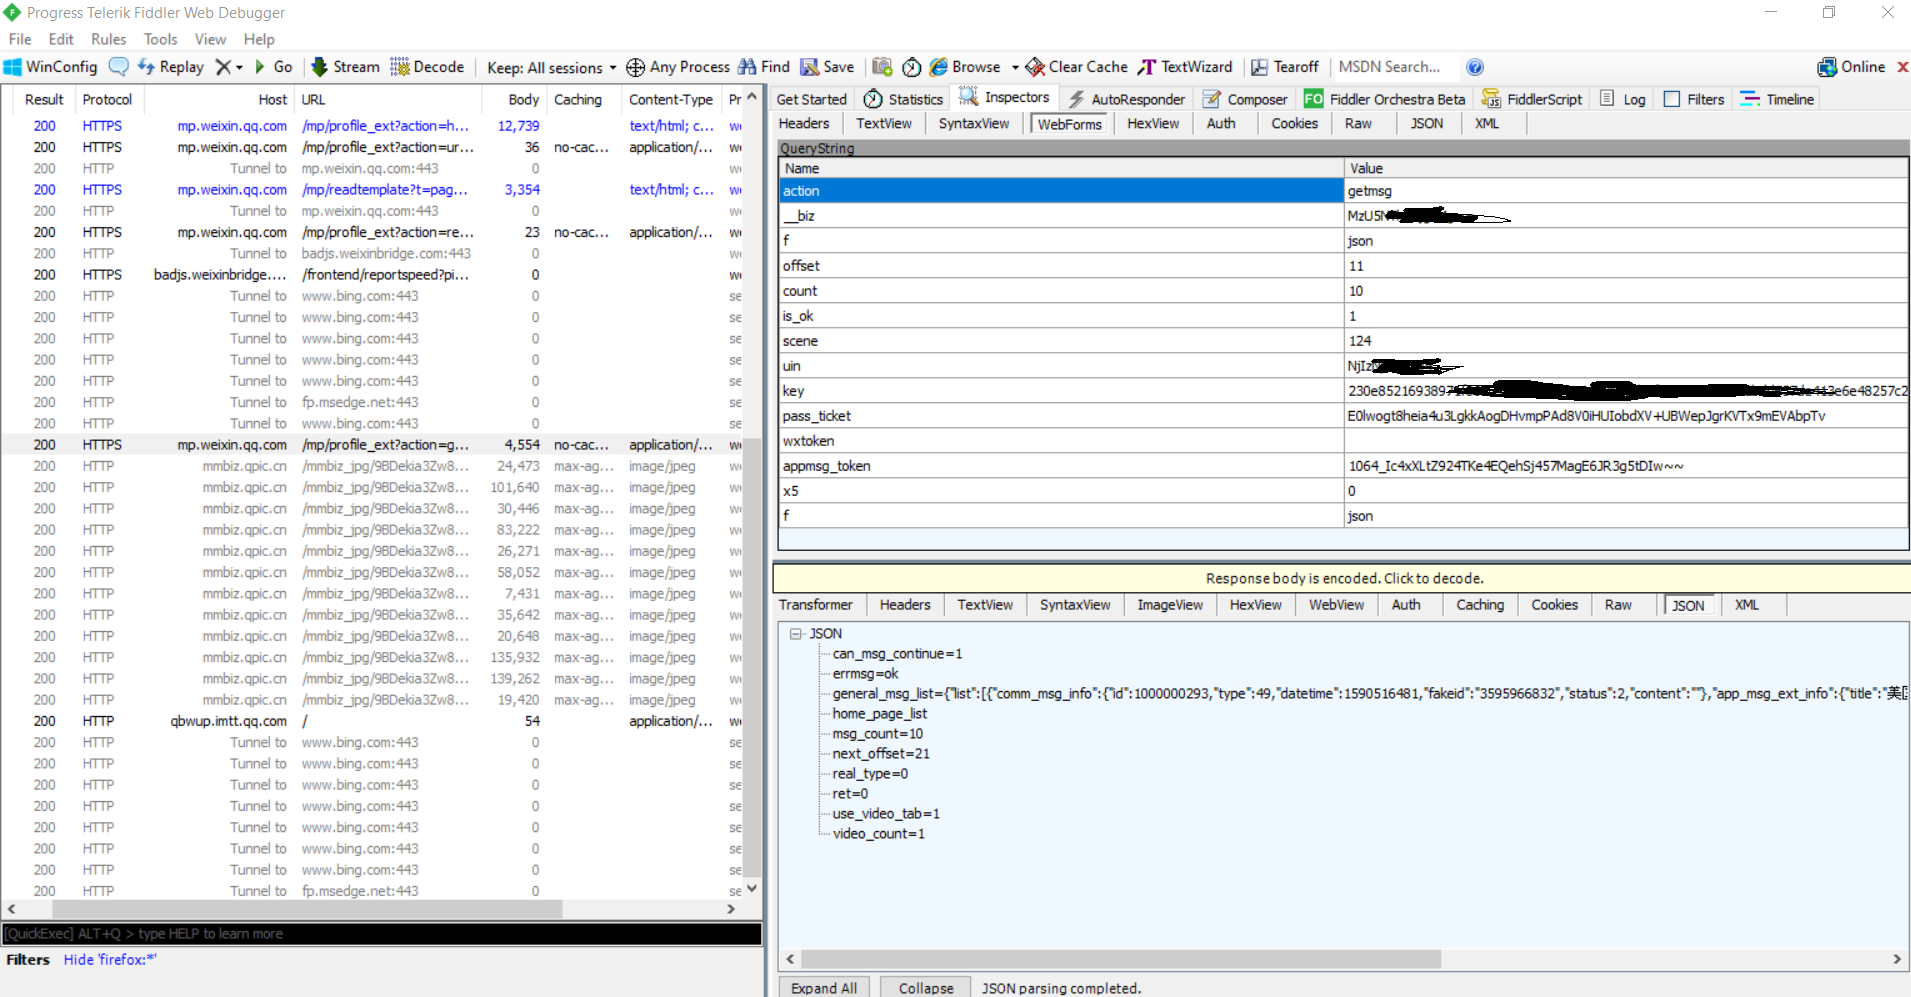 Progress Telerik Fiddler Web Debugger
File Edit Rules Tools View Help
WinConfig Replay Go Stream Decode Keep: All sessions Any Process Find Save Browse Clear Cache TextWizard Tearoff MSDN Search... Online
Result Protocol Host URL Body Caching Content-Type Pr
200 HTTPS mp.weixin.qq.com /mp/profile_ext?action=h... 12,739 text/html; c...
200 HTTPS mp.weixin.qq.com /mp/profile_ext?action=ur... 36 no-cac... application/...
200 HTTP Tunnel to mp.weixin.qq.com:443 0
200 HTTPS mp.weixin.qq.com /mp/readtemplate?t=pag... 3,354 text/html; c...
200 HTTP Tunnel to mp.weixin.qq.com:443 0
200 HTTPS mp.weixin.qq.com /mp/profile_ext?action=re... 23 no-cac... application/...
200 HTTP Tunnel to badjs.weixinbridge.com:443 0
200 HTTPS badjs.weixinbridge.... /frontend/reportspeed?pi... 0
200 HTTP Tunnel to www.bing.com:443 0 se
200 HTTP Tunnel to www.bing.com:443 0 se
200 HTTP Tunnel to www.bing.com:443 0 se
200 HTTP Tunnel to www.bing.com:443 0 se
200 HTTP Tunnel to www.bing.com:443 0 se
200 HTTP Tunnel to fp.msedge.net:443 0 se
200 HTTP Tunnel to www.bing.com:443 0 se
200 HTTPS mp.weixin.qq.com /mp/profile_ext?action=g... 4,554 no-cac... application/...
200 HTTP mmbiz.qpic.cn /mmbiz_jpg/9BDekia3Zw8... 24,473 max-ag... image/jpeg
200 HTTP mmbiz.qpic.cn /mmbiz_jpg/9BDekia3Zw8... 101,640 max-ag... image/jpeg
200 HTTP mmbiz.qpic.cn /mmbiz_jpg/9BDekia3Zw8... 30,446 max-ag... image/jpeg
200 HTTP mmbiz.qpic.cn /mmbiz_jpg/9BDekia3Zw8... 83,222 max-ag... image/jpeg
200 HTTP mmbiz.qpic.cn /mmbiz_jpg/9BDekia3Zw8... 26,271 max-ag... image/jpeg
200 HTTP mmbiz.qpic.cn /mmbiz_jpg/9BDekia3Zw8... 58,052 max-ag... image/jpeg
200 HTTP mmbiz.qpic.cn /mmbiz_jpg/9BDekia3Zw8... 7,431 max-ag... image/jpeg
200 HTTP mmbiz.qpic.cn /mmbiz_jpg/9BDekia3Zw8... 35,642 max-ag... image/jpeg
200 HTTP mmbiz.qpic.cn /mmbiz_jpg/9BDekia3Zw8... 20,648 max-ag... image/jpeg
200 HTTP mmbiz.qpic.cn /mmbiz_jpg/9BDekia3Zw8... 135,932 max-ag... image/jpeg
200 HTTP mmbiz.qpic.cn /mmbiz_jpg/9BDekia3Zw8... 139,262 max-ag... image/jpeg
200 HTTP mmbiz.qpic.cn /mmbiz_jpg/9BDekia3Zw8... 19,420 max-ag... image/jpeg
200 HTTP qbwup.imtt.qq.com / 54 application/...
200 HTTP Tunnel to www.bing.com:443 0 se
200 HTTP Tunnel to www.bing.com:443 0 se
200 HTTP Tunnel to www.bing.com:443 0 se
200 HTTP Tunnel to www.bing.com:443 0 se
200 HTTP Tunnel to www.bing.com:443 0 se
200 HTTP Tunnel to www.bing.com:443 0 se
200 HTTP Tunnel to www.bing.com:443 0 se
200 HTTP Tunnel to fp.msedge.net:443 0 se
[QuickExec] ALT+Q > type HELP to learn more
Filters Hide 'firefox:*'
Get Started Statistics Inspectors AutoResponder Composer FO Fiddler Orchestra Beta FiddlerScript Log Filters Timeline
Headers TextView SyntaxView WebForms HexView Auth Cookies Raw JSON XML
QueryString
Name Value
action getmsg
__biz MzU5
f json
offset 11
count 10
is_ok 1
scene 124
uin NjIz
key 230e852169389
pass_ticket E0lwogt8heia4u3LgkkAogDHvmpPAd8V0iHUIobdXV+UBWepJgrKVTx9mEVAbpTv
wxtoken
appmsg_token 1064_Ic4xXLtZ924TKe4EQehSj457MagE6JR3g5tDIw~~
x5 0
f json
Response body is encoded. Click to decode.
Transformer Headers TextView SyntaxView ImageView HexView WebView Auth Caching Cookies Raw JSON XML
JSON
can_msg_continue=1
errmsg=ok
general_msg_list={"list":[{"comm_msg_info":{"id":1000000293,"type":49,"datetime":1590516481,"fakeid":"3595966832","status":2,"content":""},"app_msg_ext_info":{"title":"美
home_page_list
msg_count=10
next_offset=21
real_type=0
ret=0
use_video_tab=1
video_count=1
Expand All Collapse JSON parsing completed.